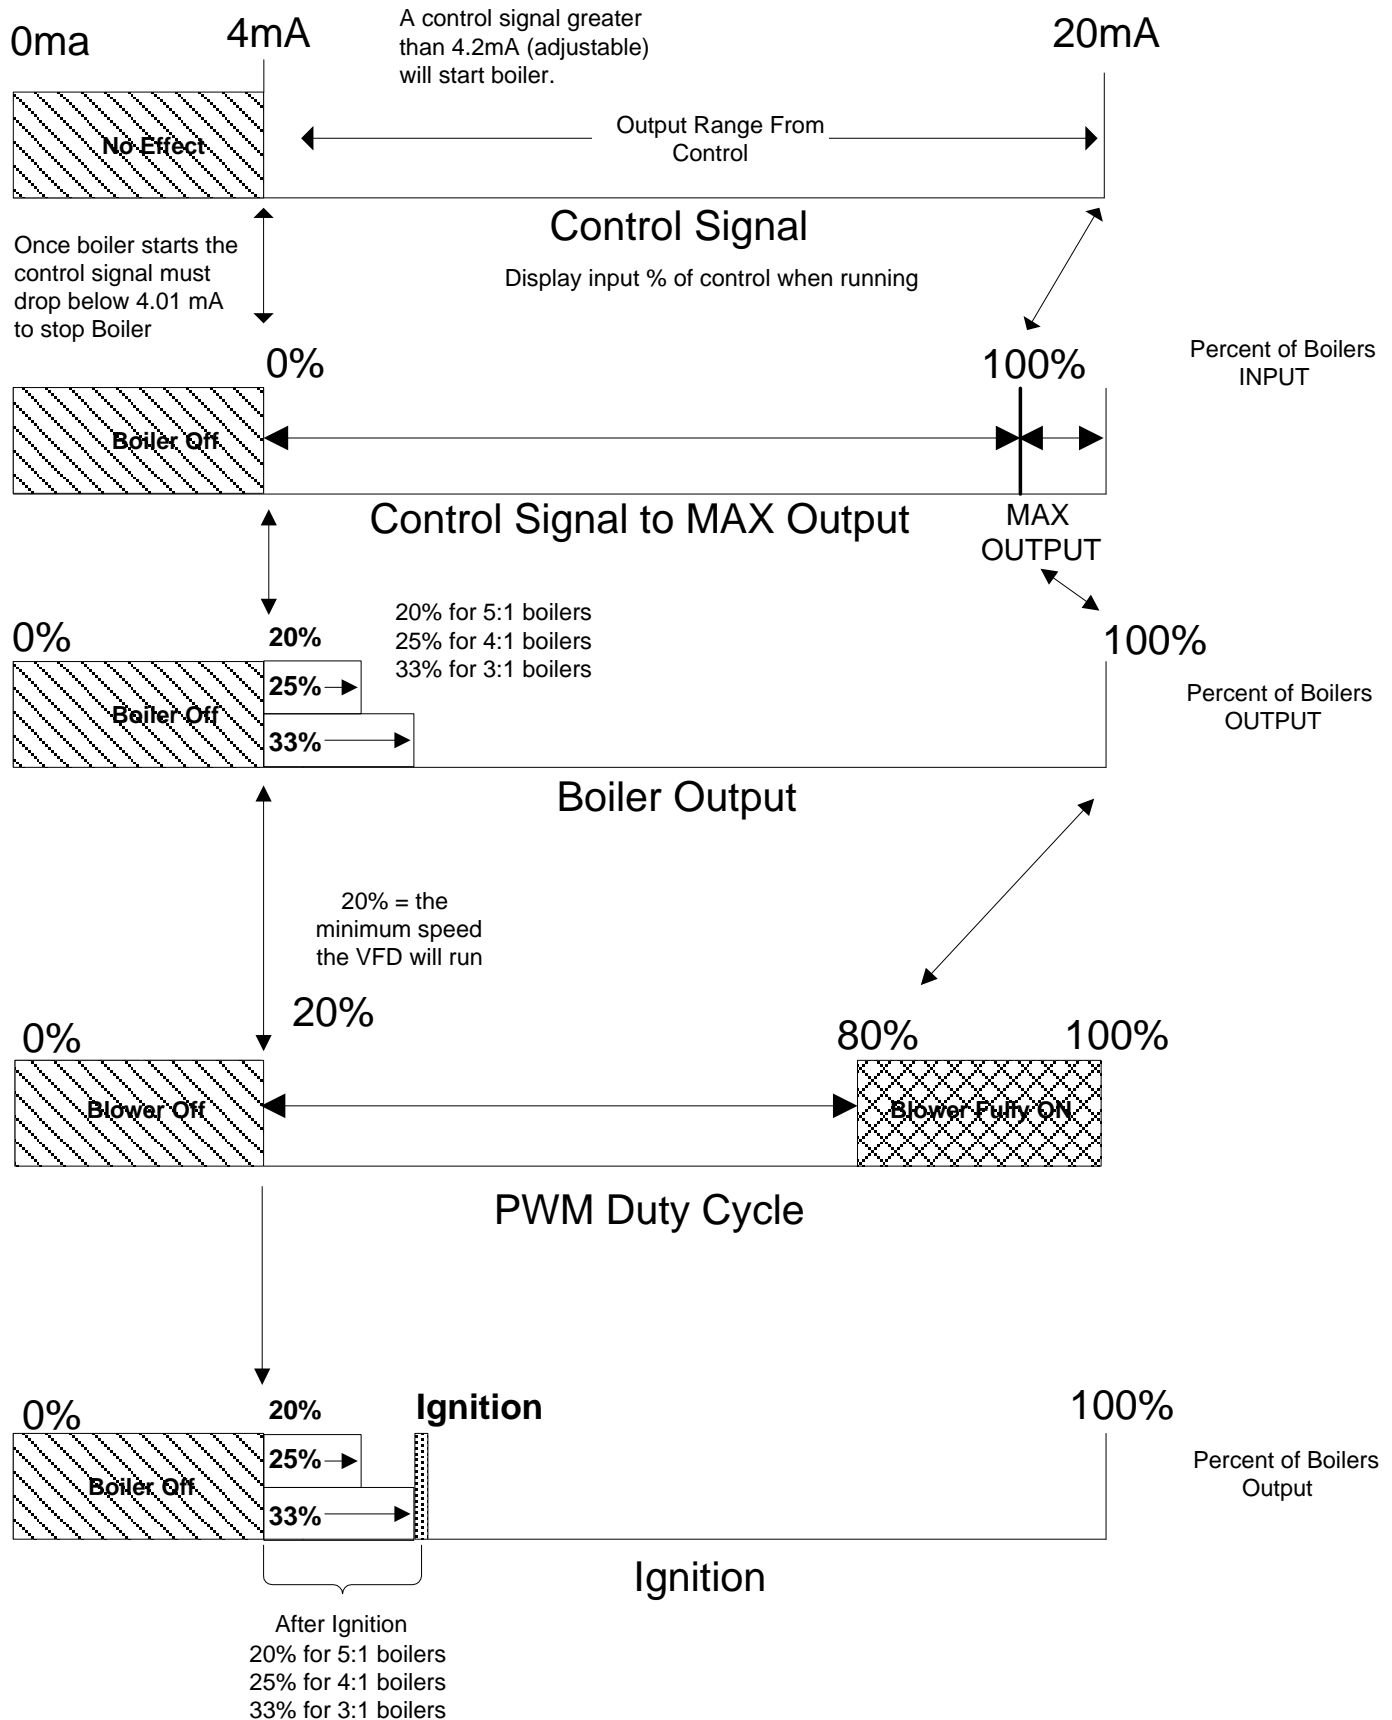 0ma
4mA
A control signal greater
than 4.2mA (adjustable)
will start boiler.
20mA
No Effect
Output Range From
Control
Control Signal
Once boiler starts the
control signal must
drop below 4.01 mA
to stop Boiler
Display input % of control when running
0%
100%
Percent of Boilers
INPUT
Boiler Off
Control Signal to MAX Output
MAX
OUTPUT
0%
20%
20% for 5:1 boilers
25% for 4:1 boilers
33% for 3:1 boilers
100%
25%
Boiler Off
33%
Percent of Boilers
OUTPUT
Boiler Output
20% = the
minimum speed
the VFD will run
0%
20%
80%
100%
Blower Off
Blower Fully ON
PWM Duty Cycle
0%
20%
Ignition
100%
25%
Boiler Off
33%
Percent of Boilers
Output
Ignition
After Ignition
20% for 5:1 boilers
25% for 4:1 boilers
33% for 3:1 boilers